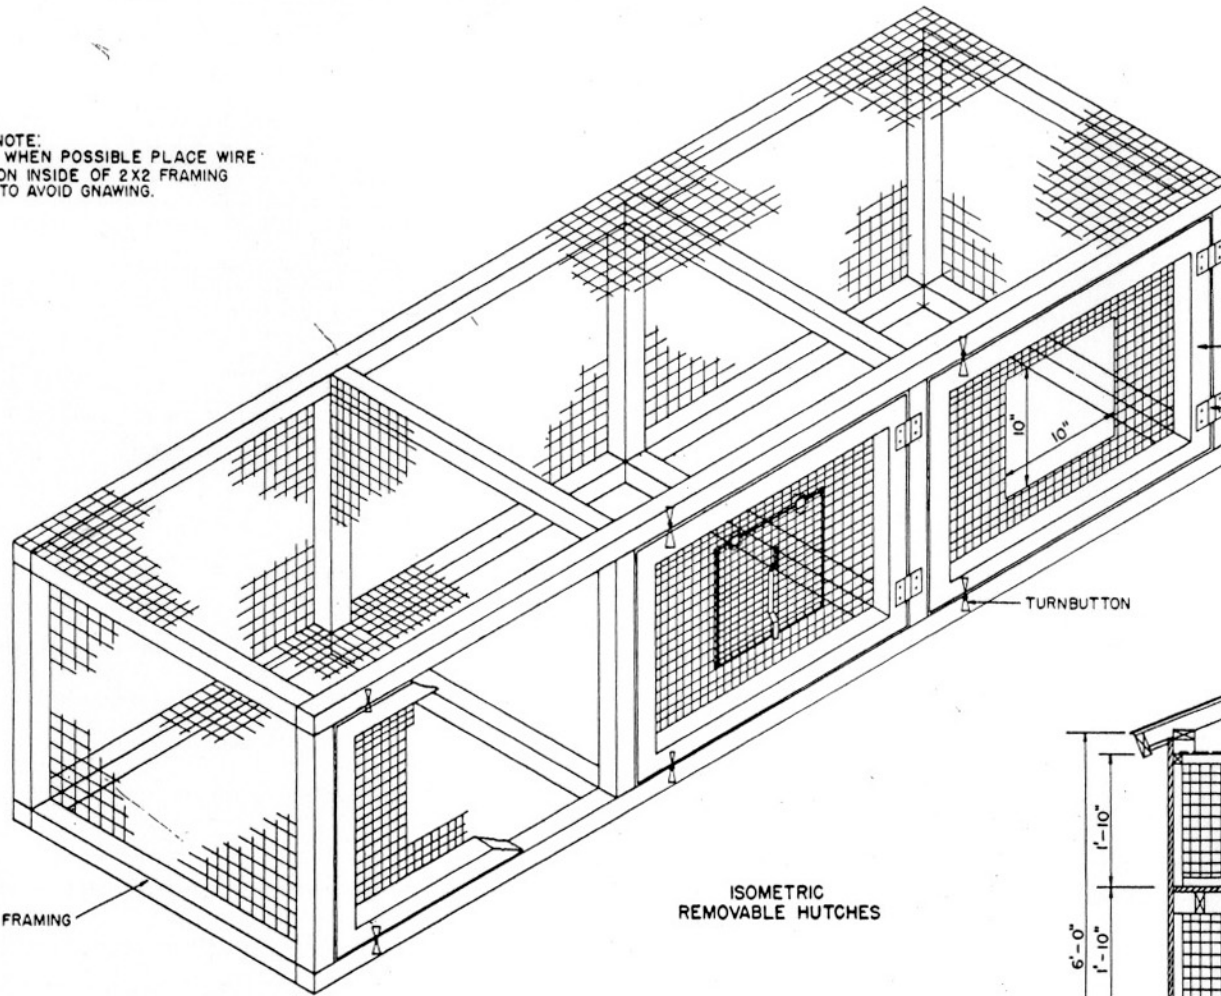 NOTE:
WHEN POSSIBLE PLACE WIRE
ON INSIDE OF 2X2 FRAMING
TO AVOID GNAWING.
10"
10"
TURNBUTTON
FRAMING
ISOMETRIC
REMOVABLE HUTCHES
6'-0"
1'-10"
1'-10"